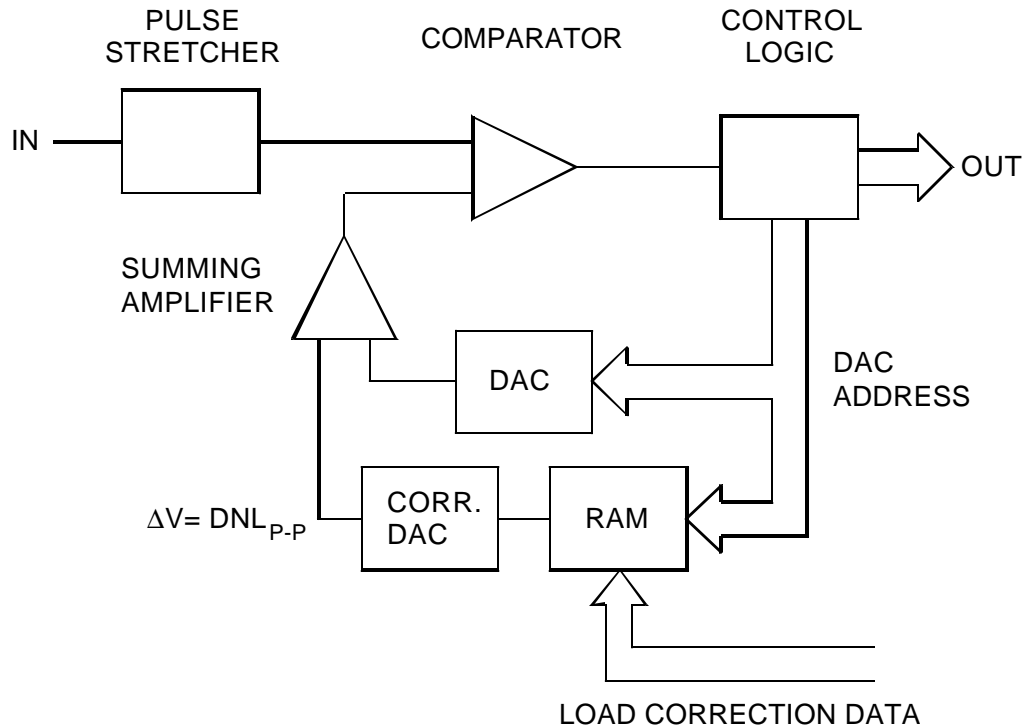 PULSE
STRETCHER
COMPARATOR
CONTROL
LOGIC
IN
OUT
SUMMING
AMPLIFIER
DAC
DAC
ADDRESS
CORR.
DAC
RAM
ΔV= DNL_P-P
LOAD CORRECTION DATA